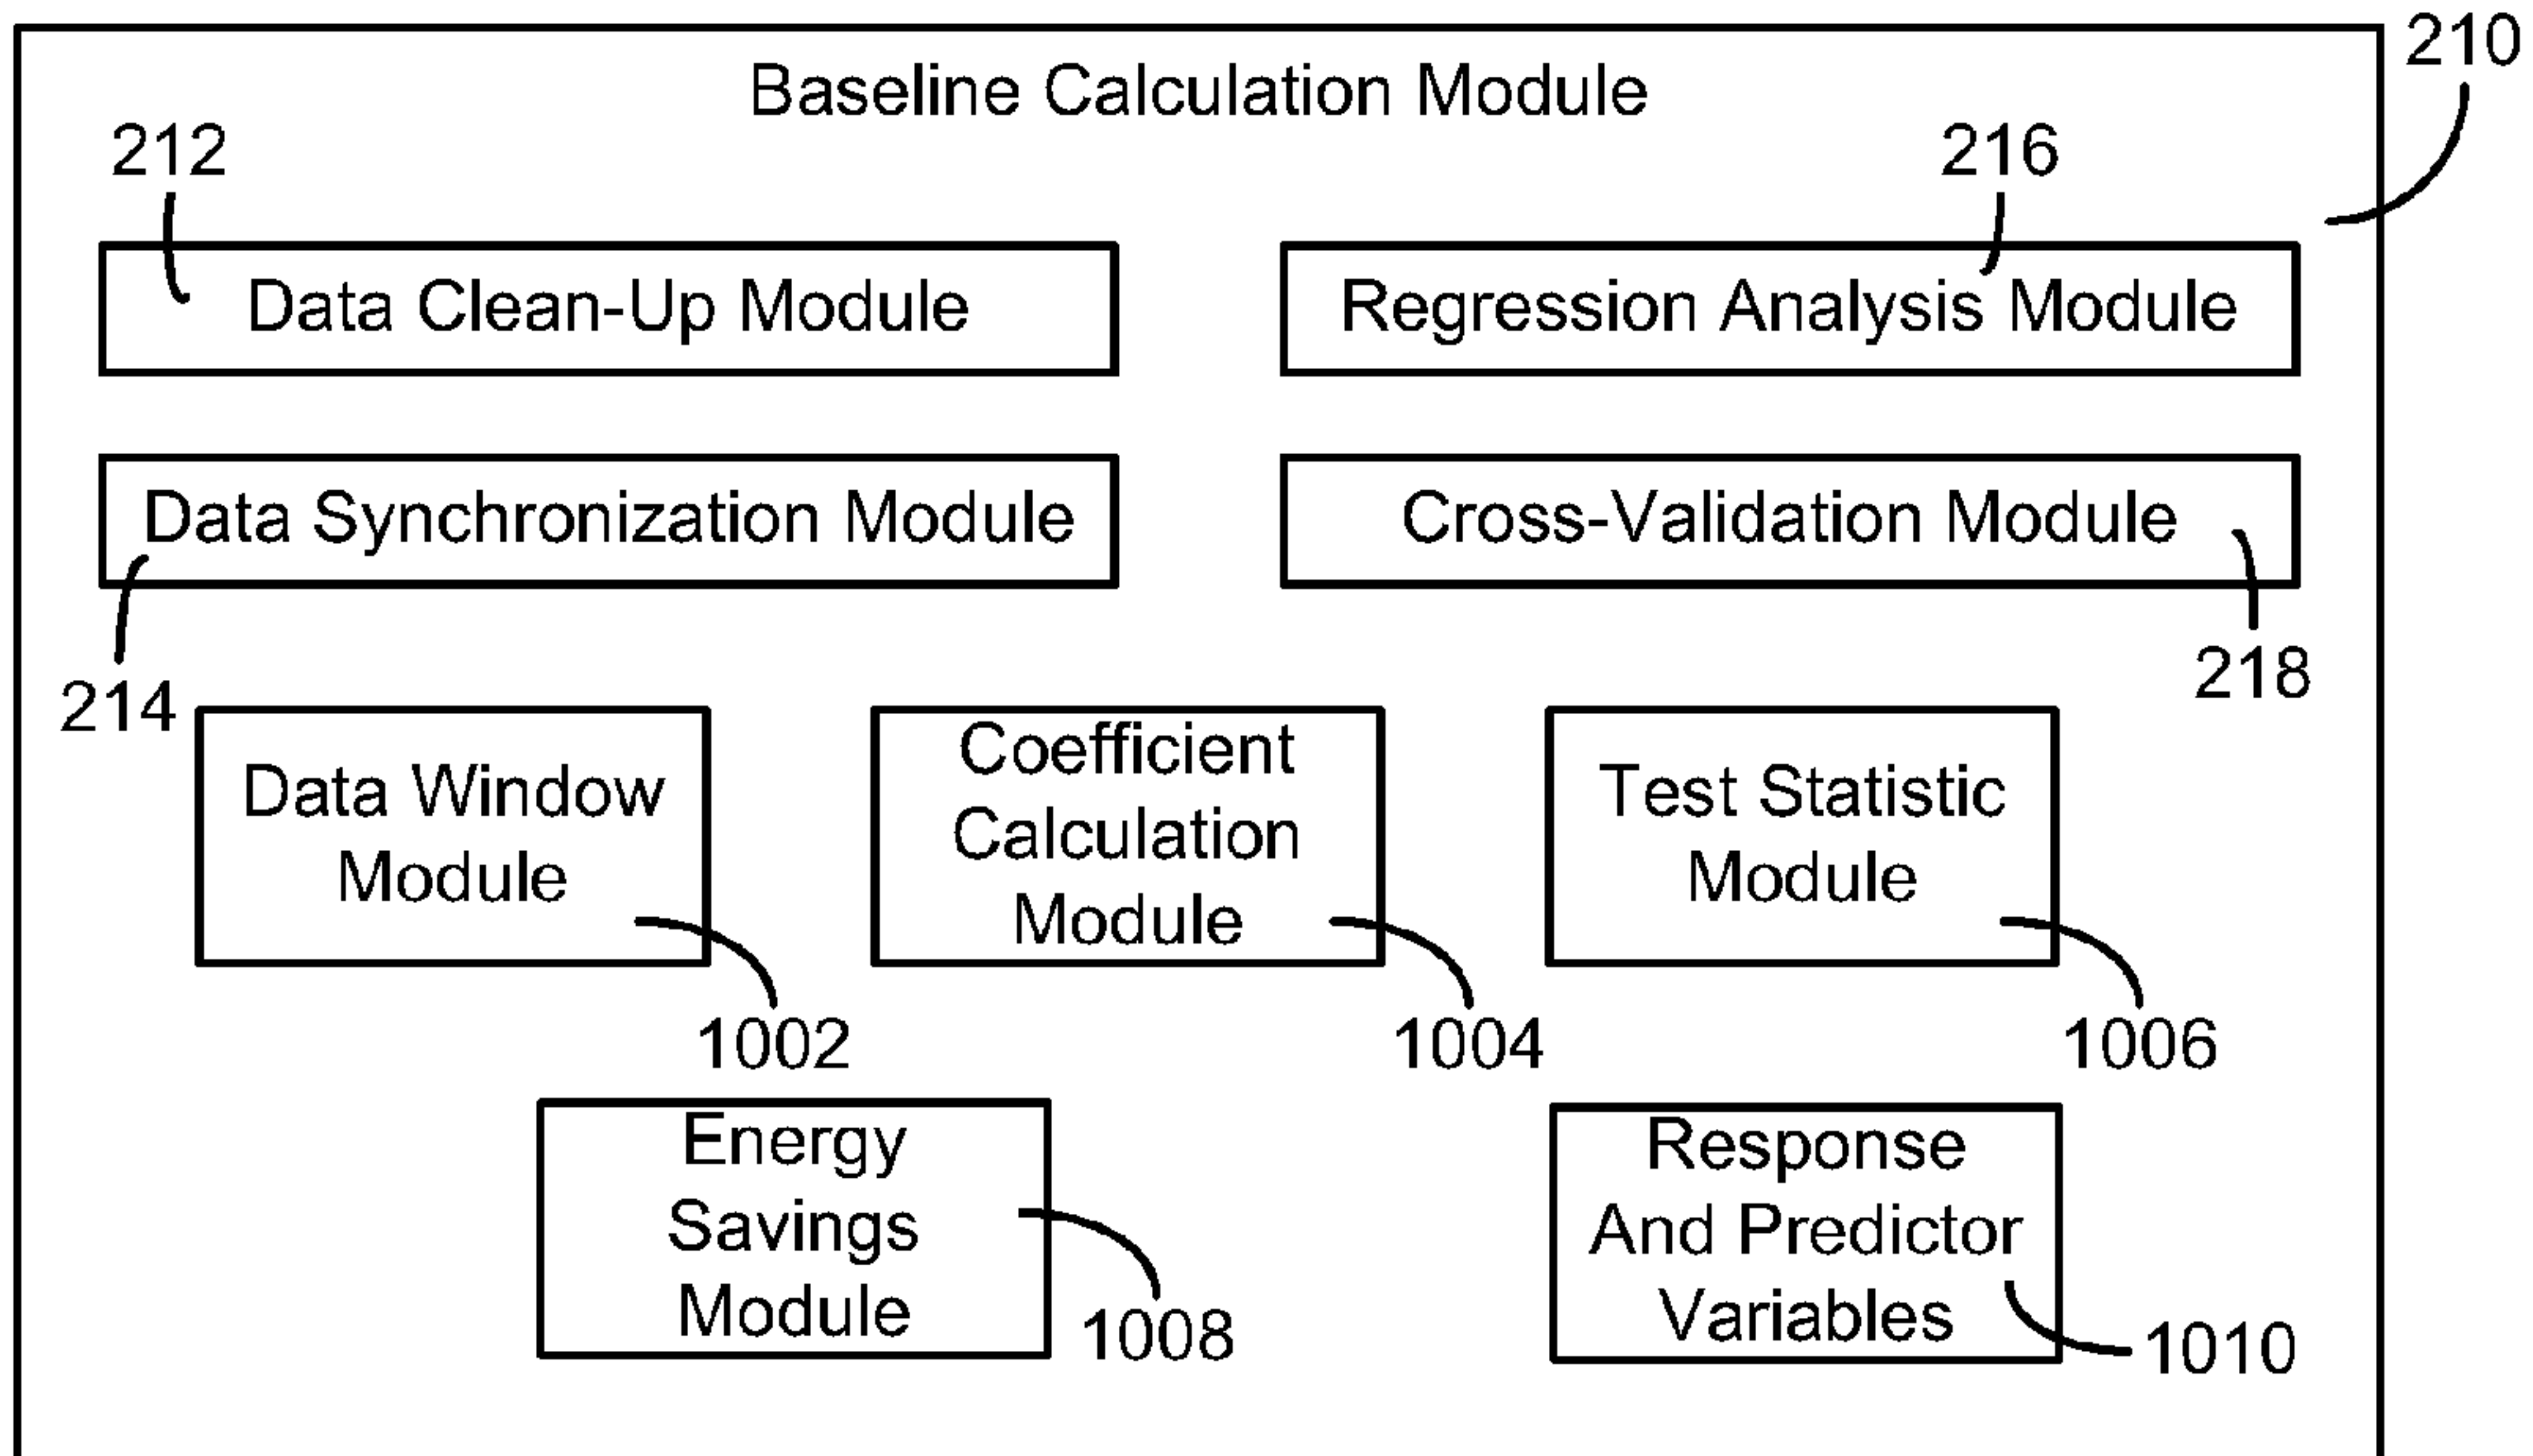 210
Baseline Calculation Module
212
216
Data Clean-Up Module
Regression Analysis Module
Data Synchronization Module
Cross-Validation Module
214
218
Data Window
Module
1002
Coefficient
Calculation
Module
1004
Test Statistic
Module
1006
Energy
Savings
Module
1008
Response
And Predictor
Variables
1010